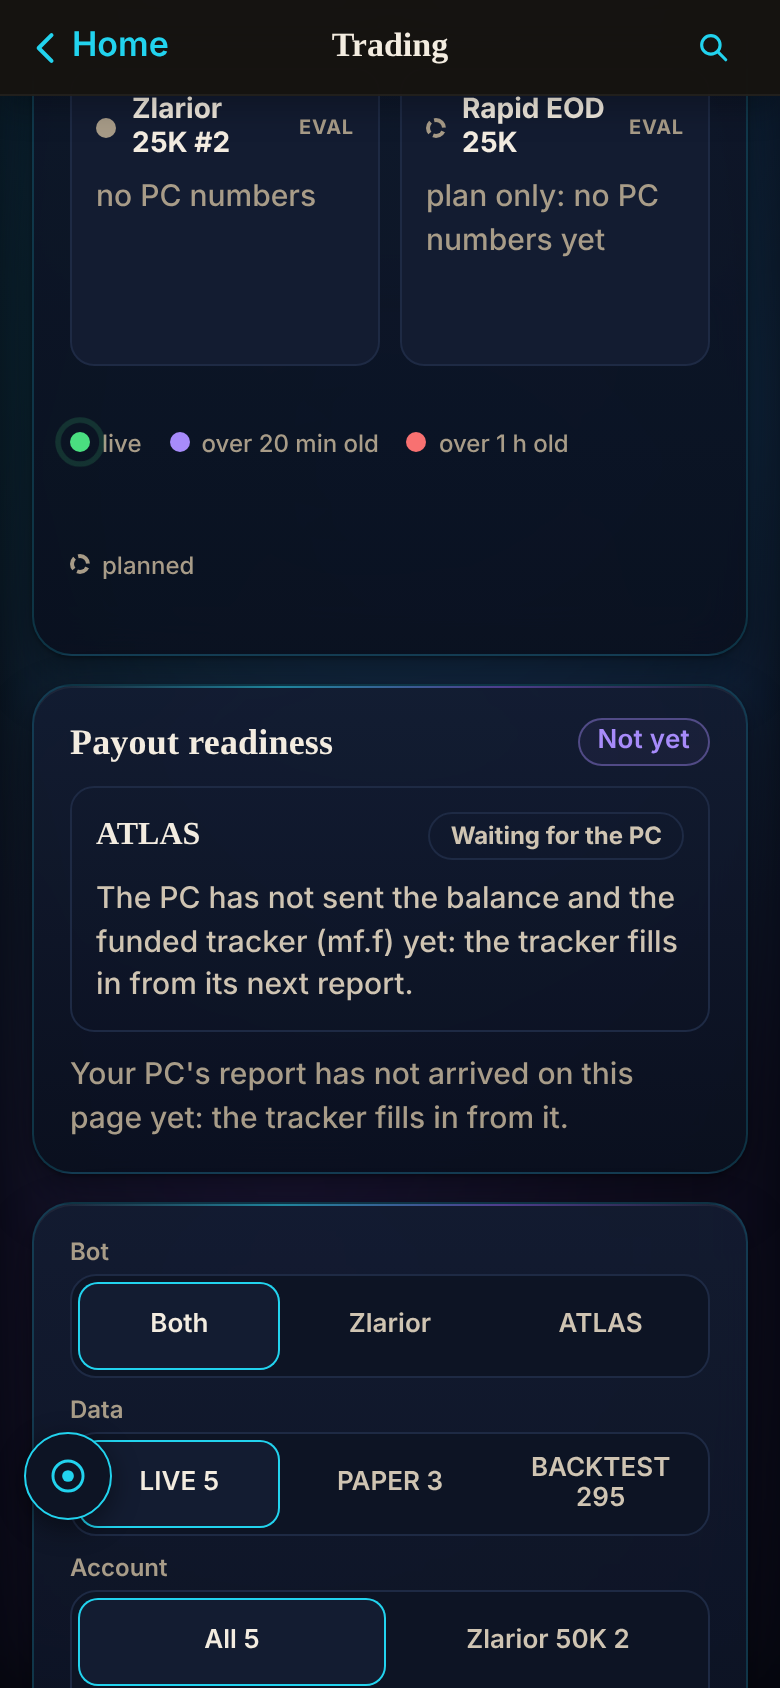 Home
Trading
Zlarior
25K #2
EVAL
no PC numbers
Rapid EOD
25K
EVAL
plan only: no PC
numbers yet
live
over 20 min old
over 1 h old
planned
Payout readiness
Not yet
ATLAS
Waiting for the PC
The PC has not sent the balance and the
funded tracker (mf.f) yet: the tracker fills
in from its next report.
Your PC's report has not arrived on this
page yet: the tracker fills in from it.
Bot
Both
Zlarior
ATLAS
Data
LIVE 5
PAPER 3
BACKTEST
295
Account
All 5
Zlarior 50K 2